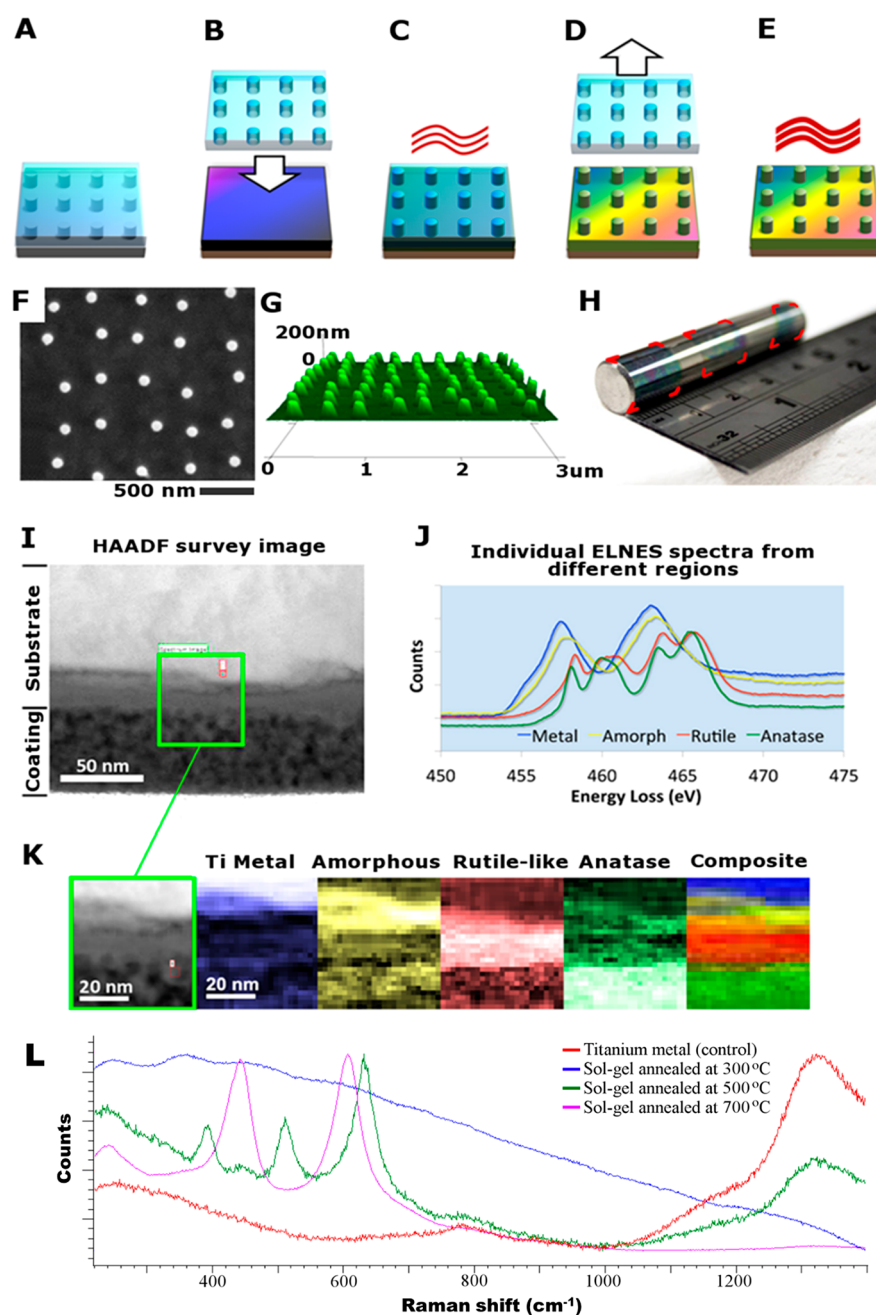 A
B
C
D
E
F
500 nm
G
200nm
0
0
1
2
3um
H
1
2
32
I
HAADF survey image
Substrate
Coating
Spectrum Image
50 nm
J
Individual ELNES spectra from
different regions
Counts
Metal
Amorph
Rutile
Anatase
450
455
460
465
470
475
Energy Loss (eV)
K
Ti Metal
Amorphous
Rutile-like
Anatase
Composite
20 nm
20 nm
L
Titanium metal (control)
Sol-gel annealed at 300 °C
Sol-gel annealed at 500 °C
Sol-gel annealed at 700 °C
Counts
400
600
800
1000
1200
Raman shift (cm-1)